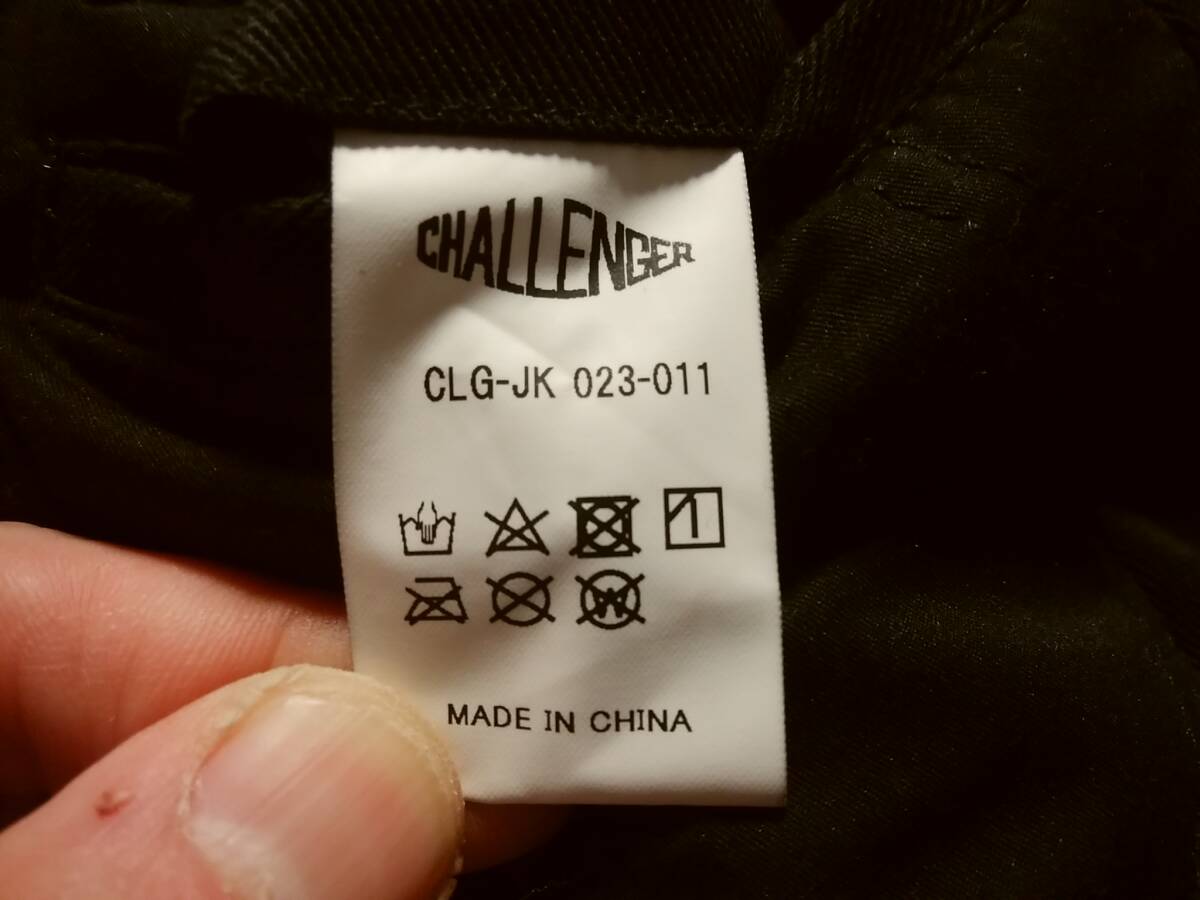 CHALLENGER
CLG-JK 023-011
MADE IN CHINA